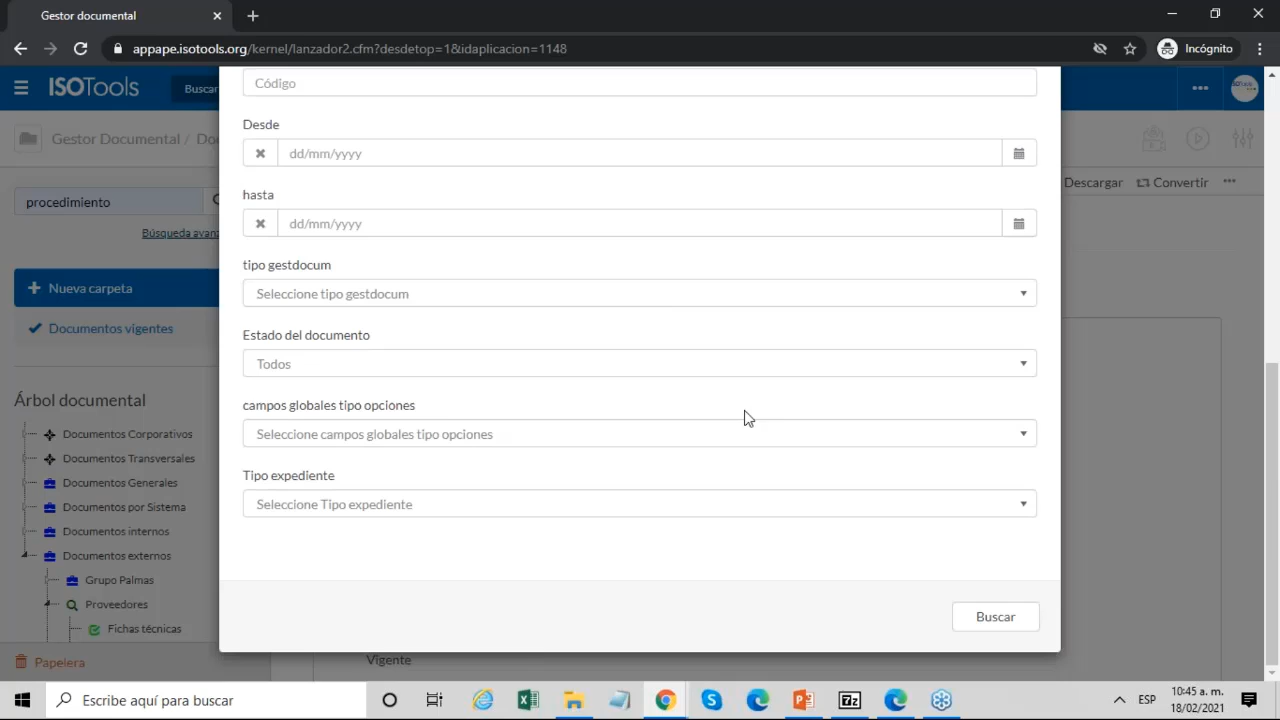 Gestor documental
appape.isotools.org/kernel/lanzador2.cfm?desdetop=1&idaplicacion=1148
Incógnito
ISOTools
Buscar
Código
Gestor Documental / Do
Desde
dd/mm/yyyy
Descargar
Convertir
procedimiento
hasta
dd/mm/yyyy
Búsqueda avan
tipo gestdocum
Seleccione tipo gestdocum
Nueva carpeta
Documentos vigentes
Estado del documento
Todos
Árbol documental
campos globales tipo opciones
Seleccione campos globales tipo opciones
Documentos Corporativos
Documentos Transversales
Documentos Generales
Documentos por Sistema
Documentos internos
Documentos externos
Grupo Palmas
Proveedores
Fichas técnicas
Tipo expediente
Seleccione Tipo expediente
Buscar
Papelera
Vigente
Escribe aquí para buscar
ESP
10:45 a. m.
18/02/2021